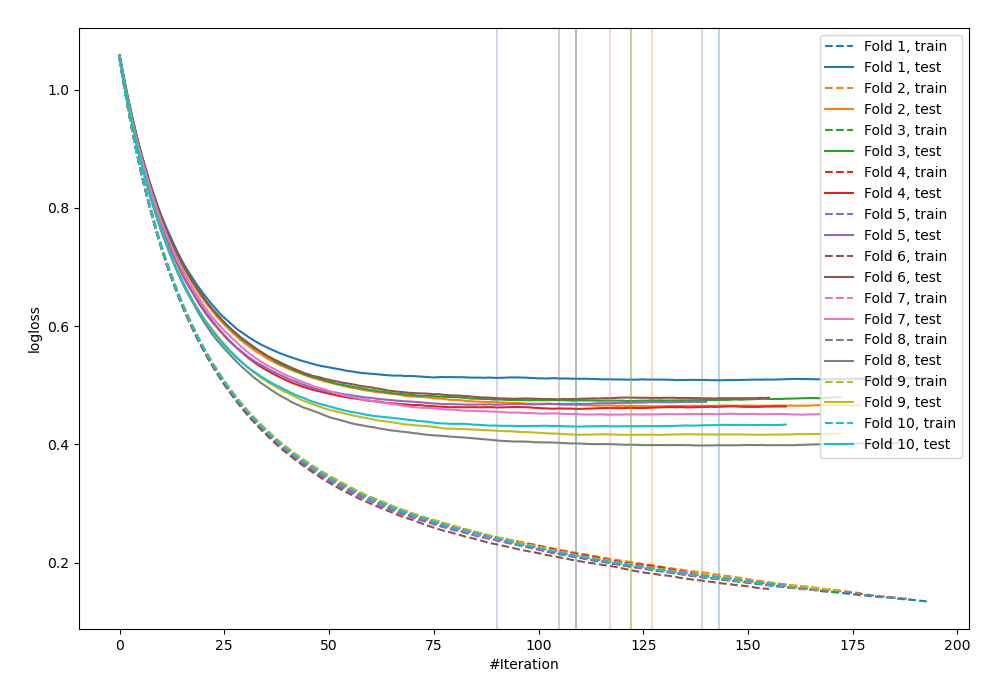 1.0
0.8
0.6
0.4
0.2
logloss
0
25
50
75
100
125
150
175
200
#Iteration
Fold 1, train
Fold 1, test
Fold 2, train
Fold 2, test
Fold 3, train
Fold 3, test
Fold 4, train
Fold 4, test
Fold 5, train
Fold 5, test
Fold 6, train
Fold 6, test
Fold 7, train
Fold 7, test
Fold 8, train
Fold 8, test
Fold 9, train
Fold 9, test
Fold 10, train
Fold 10, test